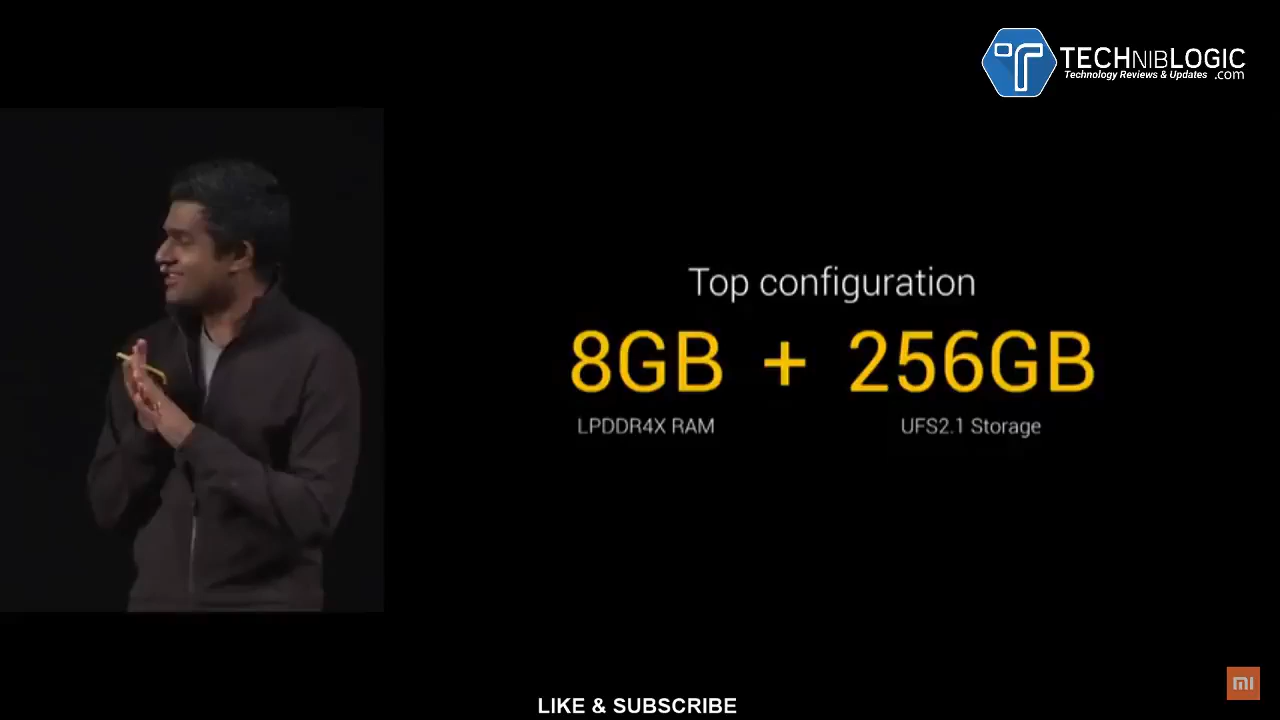 TECHNIBLOGIC
Technology Reviews & Updates .com
Top configuration
8GB + 256GB
LPDDR4X RAM UFS2.1 Storage
MI
LIKE & SUBSCRIBE